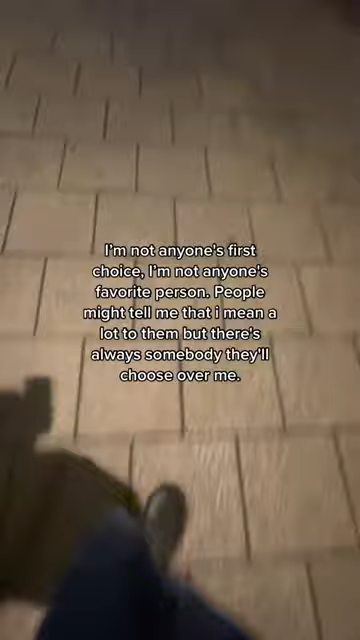 I'm not anyone's first
choice, I'm not anyone's
favorite person. People
might tell me that i mean a
lot to them but there's
always somebody they'll
choose over me.